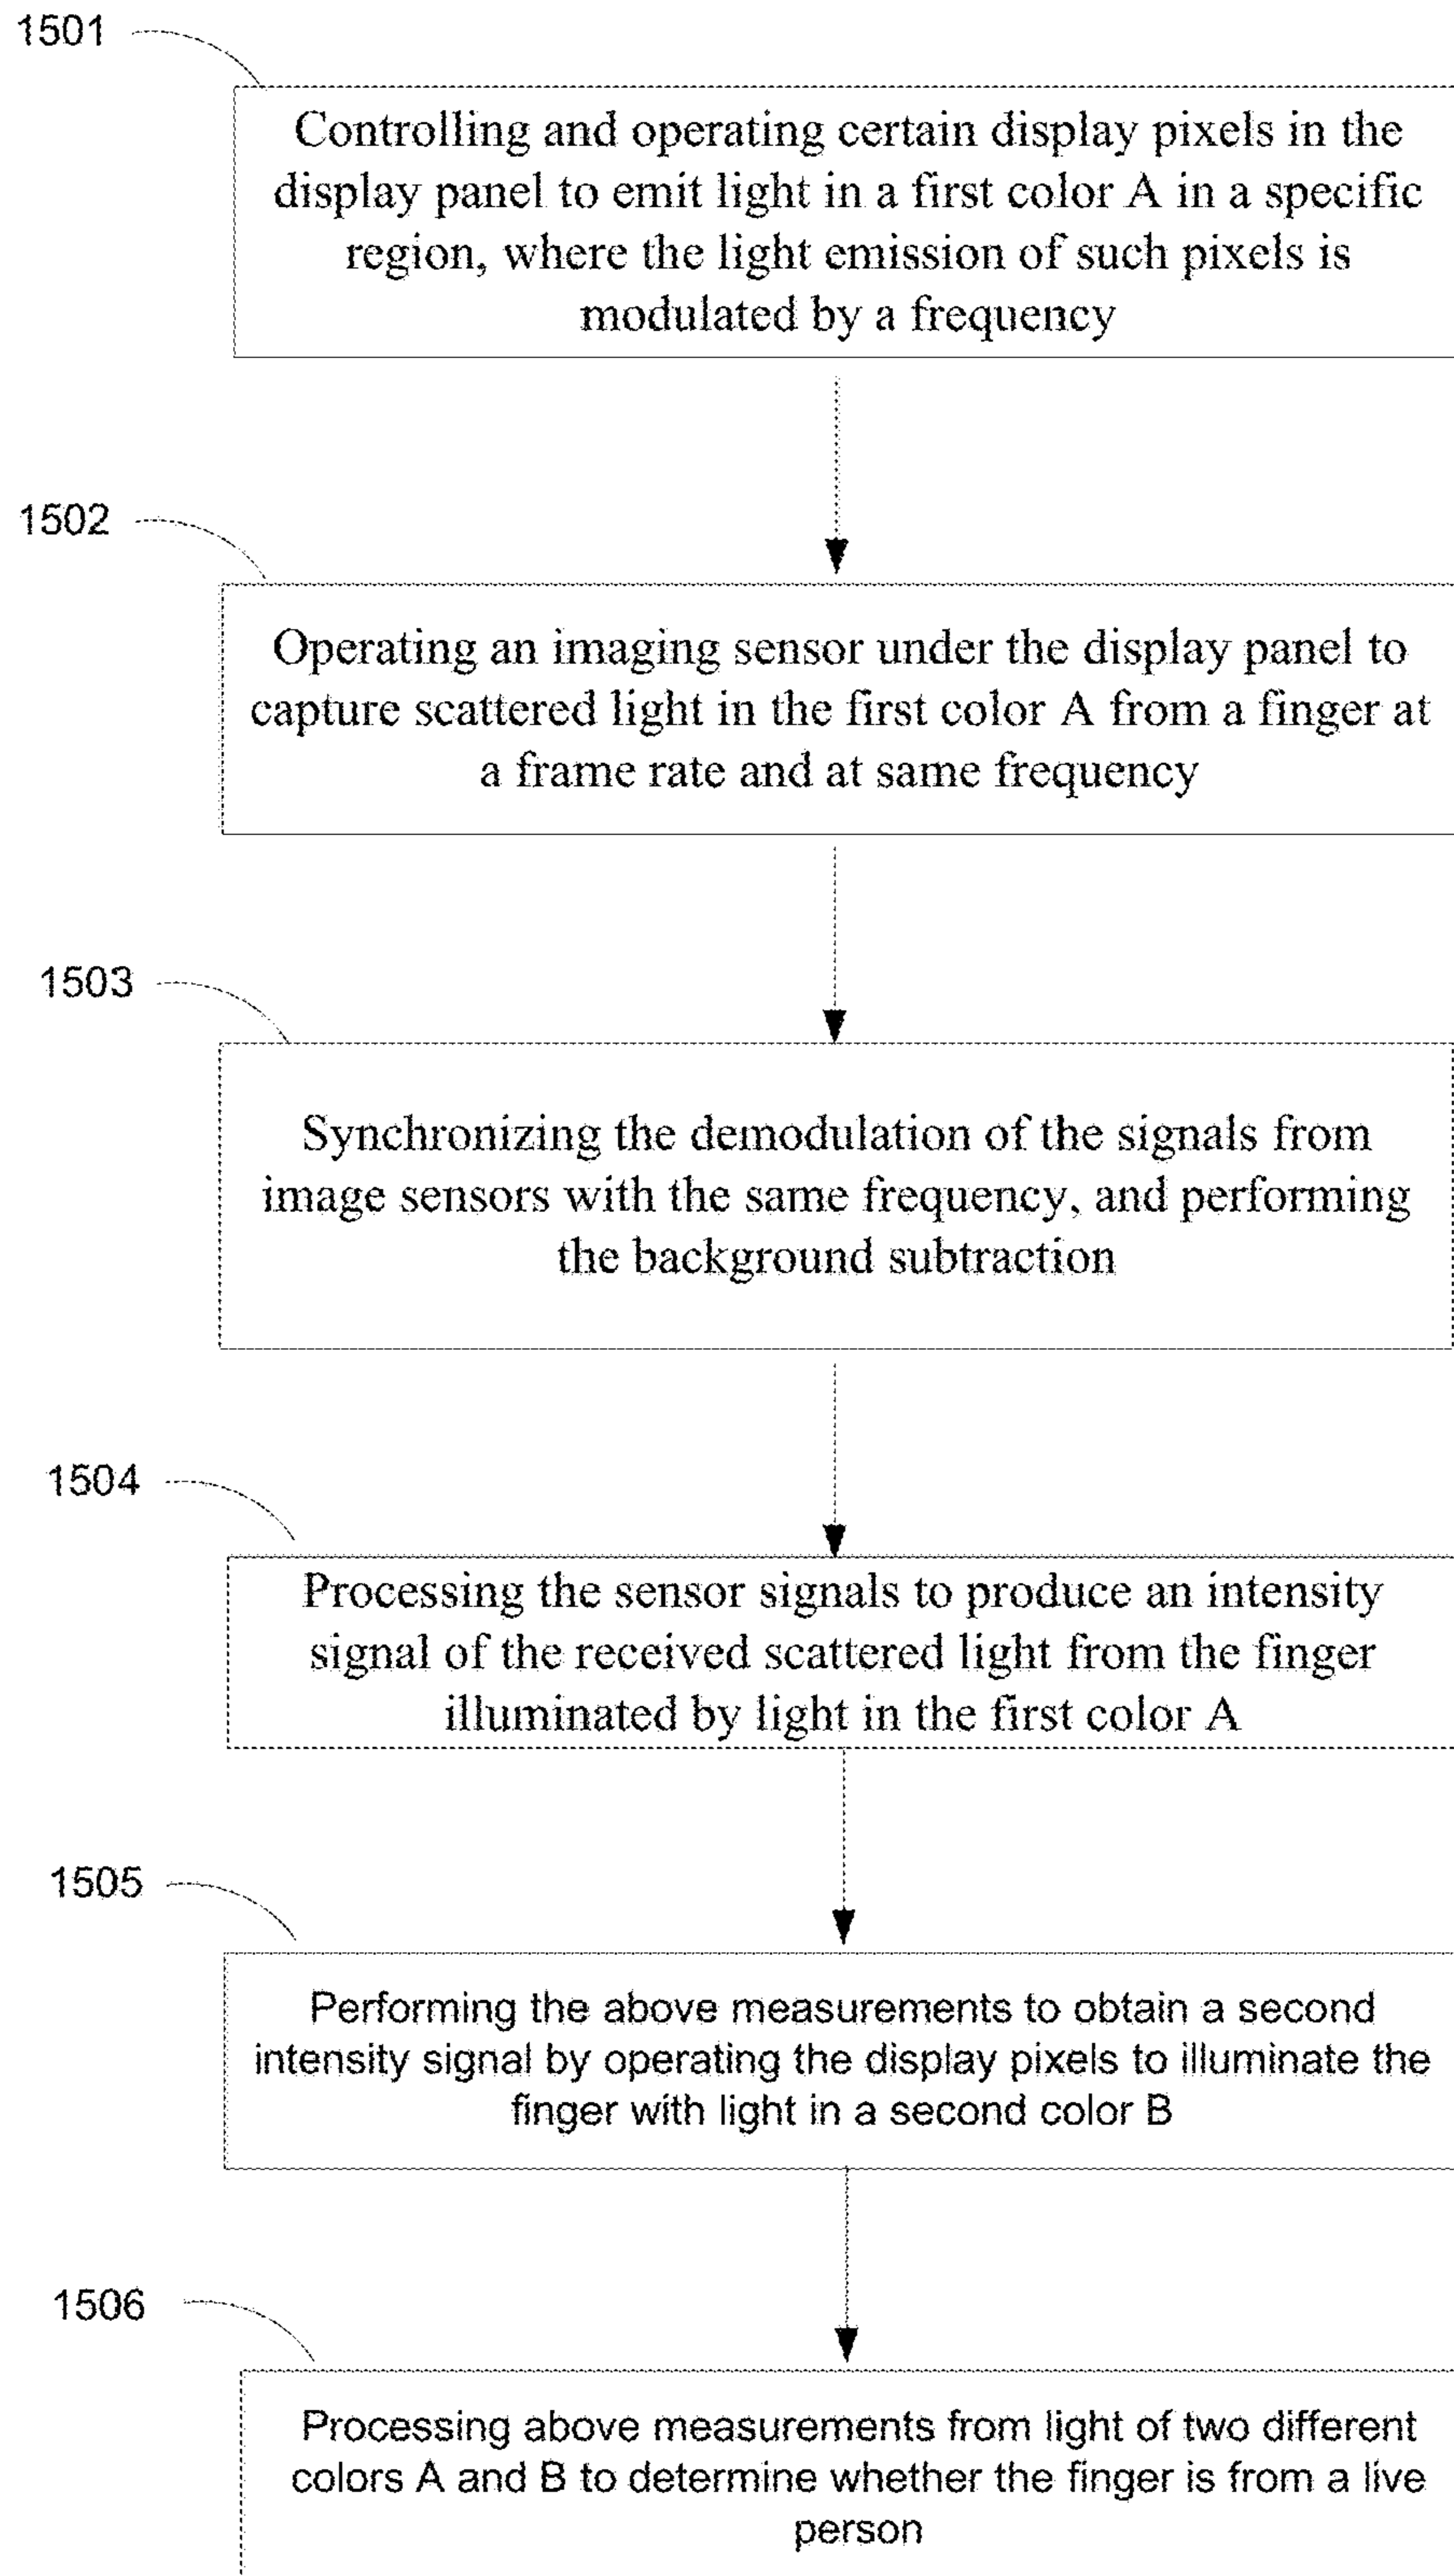 1501
Controlling and operating certain display pixels in the
display panel to emit light in a first color A in a specific
region, where the light emission of such pixels is
modulated by a frequency
1502
Operating an imaging sensor under the display panel to
capture scattered light in the first color A from a finger at
a frame rate and at same frequency
1503
Synchronizing the demodulation of the signals from
image sensors with the same frequency, and performing
the background subtraction
1504
Processing the sensor signals to produce an intensity
signal of the received scattered light from the finger
illuminated by light in the first color A
1505
Performing the above measurements to obtain a second
intensity signal by operating the display pixels to illuminate the
finger with light in a second color B
1506
Processing above measurements from light of two different
colors A and B to determine whether the finger is from a live
person